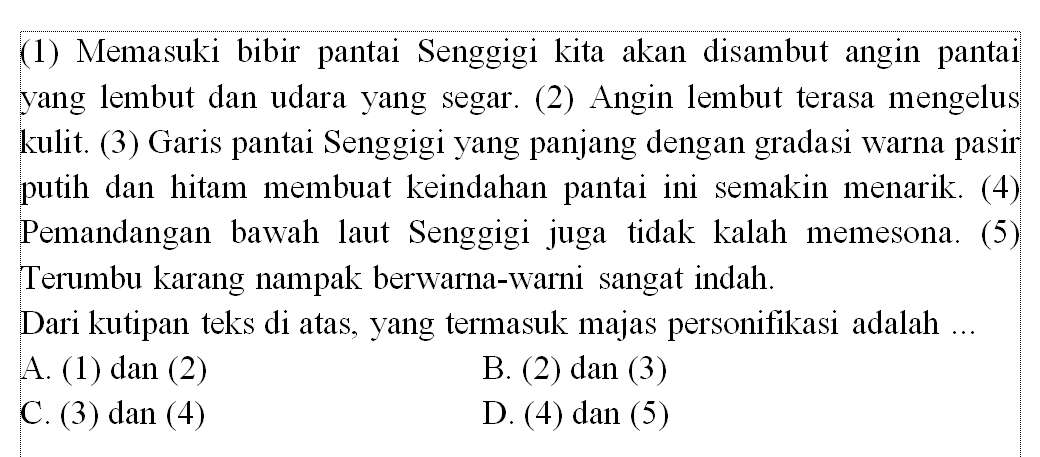 (1) Memasuki bibir pantai Senggigi kita akan disambut angin pantai
yang lembut dan udara yang segar. (2) Angin lembut terasa mengelus
kulit. (3) Garis pantai Senggigi yang panjang dengan gradasi warna pasir
putih dan hitam membuat keindahan pantai ini semakin menarik. (4)
Pemandangan bawah laut Senggigi juga tidak kalah memesona. (5)
Terumbu karang nampak berwarna-warni sangat indah.
Dari kutipan teks di atas, yang termasuk majas personifikasi adalah ...
A. (1) dan (2) B. (2) dan (3)
C. (3) dan (4) D. (4) dan (5)